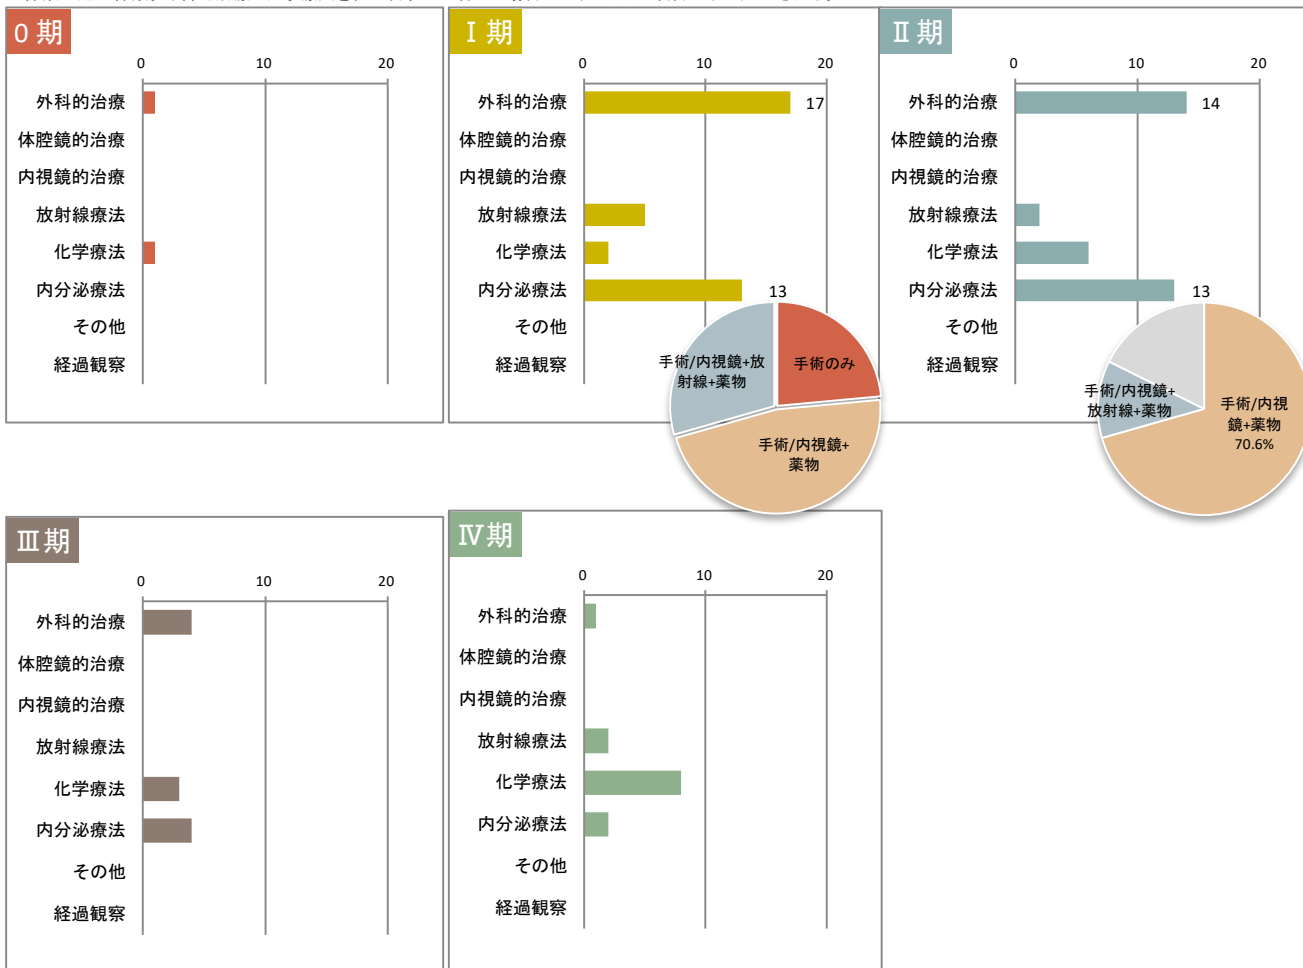 0期
0
10
20
外科的治療
体腔鏡的治療
内視鏡的治療
放射線療法
化学療法
内分泌療法
その他
経過観察
Ⅰ期
0
10
20
外科的治療
17
体腔鏡的治療
内視鏡的治療
放射線療法
化学療法
内分泌療法
13
その他
経過観察
手術/内視鏡+放
射線+薬物
手術のみ
手術/内視鏡+
薬物
Ⅱ期
0
10
20
外科的治療
14
体腔鏡的治療
内視鏡的治療
放射線療法
化学療法
内分泌療法
13
その他
経過観察
手術/内視鏡+
放射線+薬物
手術/内視
鏡+薬物
70.6%
Ⅲ期
0
10
20
外科的治療
体腔鏡的治療
内視鏡的治療
放射線療法
化学療法
内分泌療法
その他
経過観察
Ⅳ期
0
10
20
外科的治療
体腔鏡的治療
内視鏡的治療
放射線療法
化学療法
内分泌療法
その他
経過観察